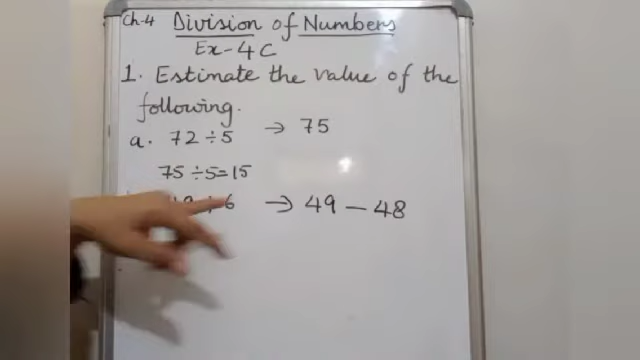 Ch-4 Division of Numbers
Ex-4C
1. Estimate the value of the
following.
a. 72÷5 → 75
75÷5=15
÷6 → 49-48